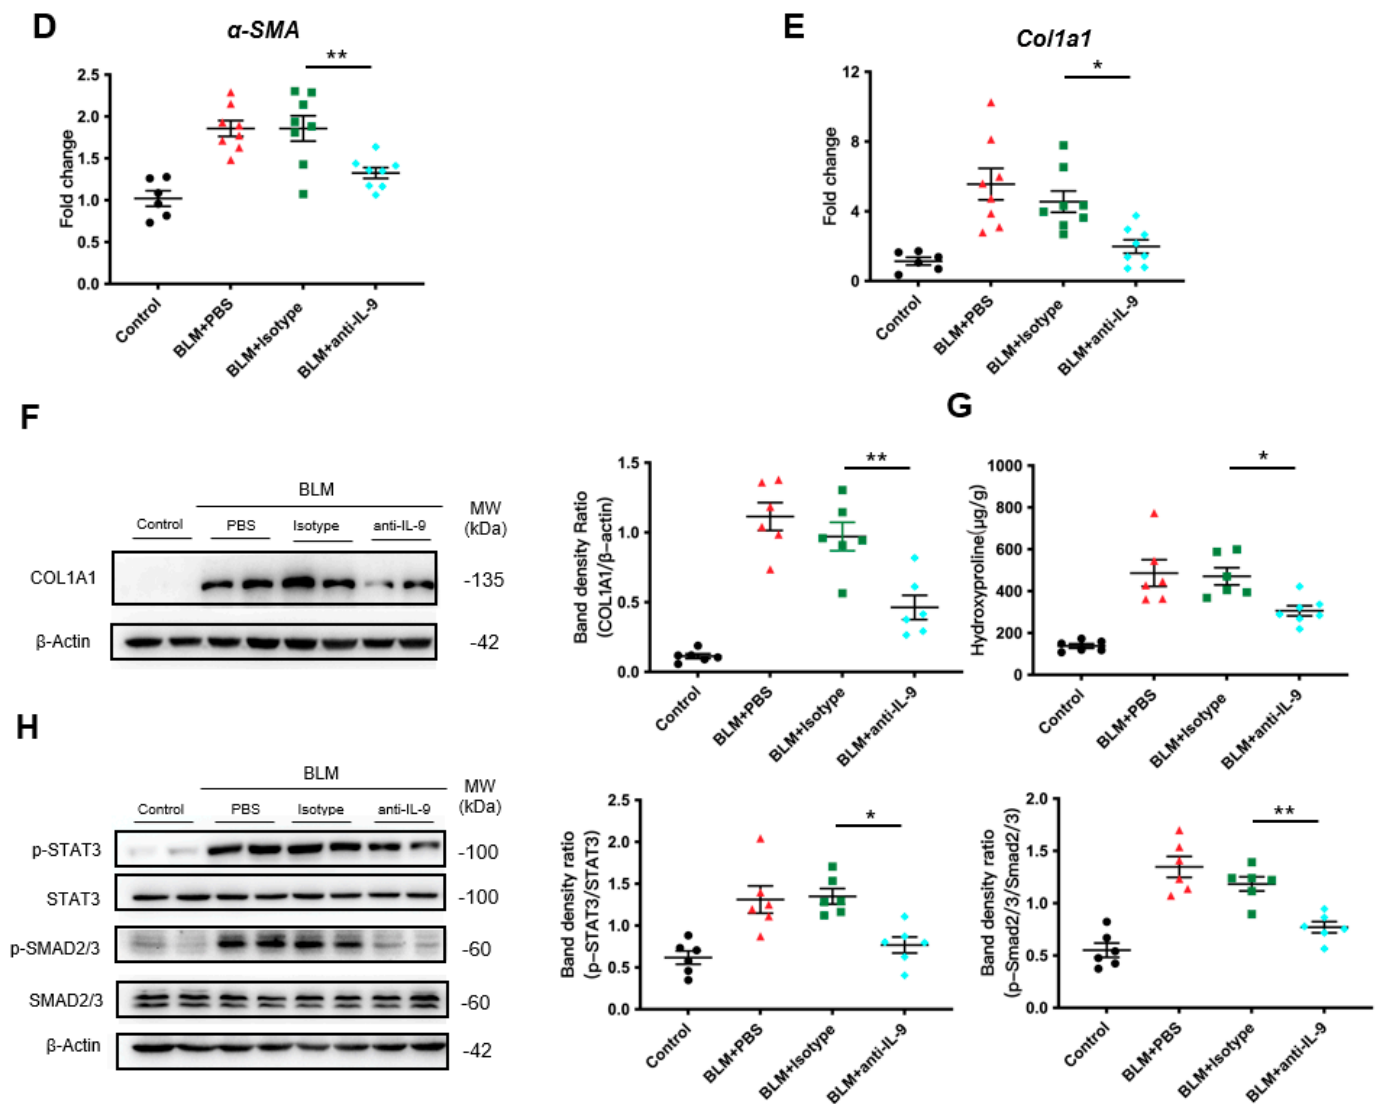 D
α-SMA
**
Fold change
2.5
2.0
1.5
1.0
0.5
0.0
Control
BLM+PBS
BLM+Isotype
BLM+anti-IL-9
E
Col1a1
*
Fold change
12
8
4
0
Control
BLM+PBS
BLM+Isotype
BLM+anti-IL-9
F
BLM
MW
(kDa)
Control PBS Isotype anti-IL-9
COL1A1 -135
β-Actin -42
**
Band density Ratio
(COL1A1/β-actin)
1.5
1.0
0.5
0.0
Control
BLM+PBS
BLM+Isotype
BLM+anti-IL-9
G
*
Hydroxyproline(μg/g)
1000
800
600
400
200
0
Control
BLM+PBS
BLM+Isotype
BLM+anti-IL-9
H
BLM
MW
(kDa)
Control PBS Isotype anti-IL-9
p-STAT3 -100
STAT3 -100
p-SMAD2/3 -60
SMAD2/3 -60
β-Actin -42
*
Band density ratio
(p-STAT3/STAT3)
2.5
2.0
1.5
1.0
0.5
0.0
Control
BLM+PBS
BLM+Isotype
BLM+anti-IL-9
**
Band density ratio
(p-Smad2/3/Smad2/3)
2.0
1.5
1.0
0.5
0.0
Control
BLM+PBS
BLM+Isotype
BLM+anti-IL-9